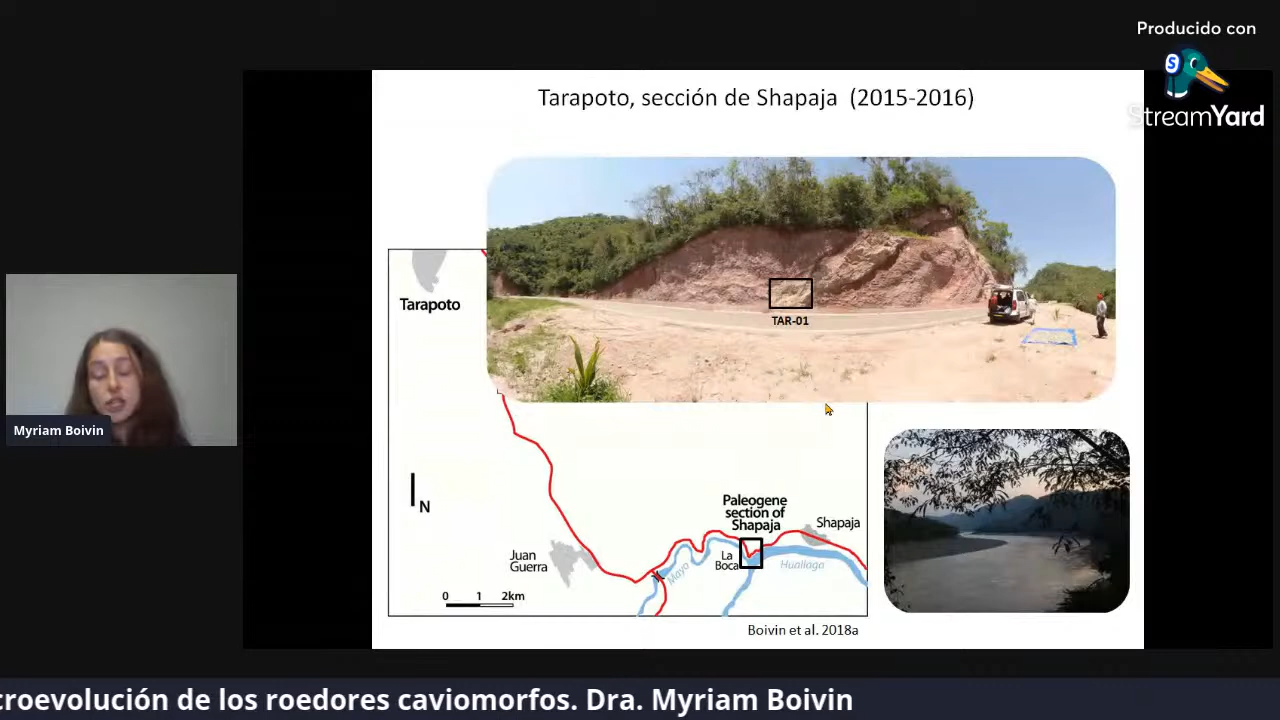 Producido con
StreamYard
Tarapoto, sección de Shapaja (2015-2016)
TAR-01
Tarapoto
N
Paleogene
section of
Shapaja
Shapaja
Juan
Guerra
La
Boca
Mayo
Huallaga
0 1 2km
Boivin et al. 2018a
Myriam Boivin
croevolución de los roedores caviomorfos. Dra. Myriam Boivin